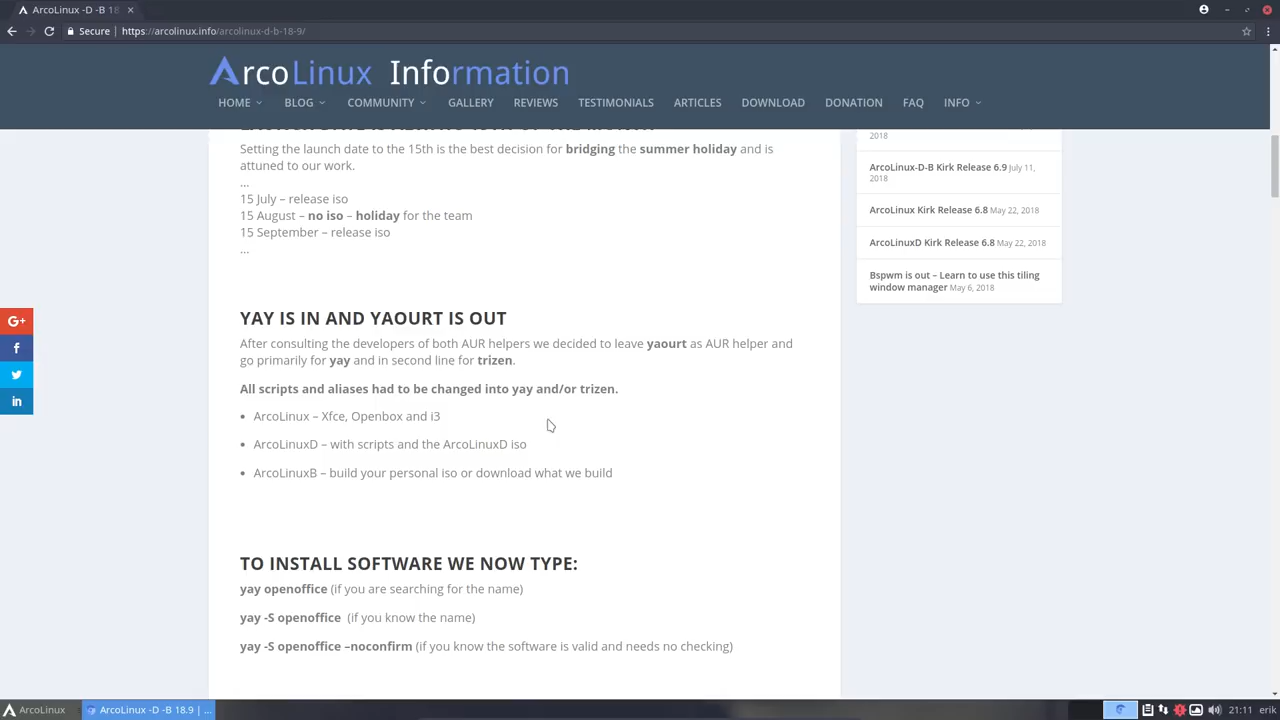 ArcoLinux -D -B 18
Secure https://arcolinux.info/arcolinux-d-b-18-9/
ArcoLinux Information
HOME BLOG COMMUNITY GALLERY REVIEWS TESTIMONIALS ARTICLES DOWNLOAD DONATION FAQ INFO
Setting the launch date to the 15th is the best decision for bridging the summer holiday and is
attuned to our work.
…
15 July – release iso
15 August – no iso – holiday for the team
15 September – release iso
…
YAY IS IN AND YAOURT IS OUT
After consulting the developers of both AUR helpers we decided to leave yaourt as AUR helper and
go primarily for yay and in second line for trizen.
All scripts and aliases had to be changed into yay and/or trizen.
• ArcoLinux – Xfce, Openbox and i3
• ArcoLinuxD – with scripts and the ArcoLinuxD iso
• ArcoLinuxB – build your personal iso or download what we build
TO INSTALL SOFTWARE WE NOW TYPE:
yay openoffice (if you are searching for the name)
yay -S openoffice (if you know the name)
yay -S openoffice –noconfirm (if you know the software is valid and needs no checking)
2018
ArcoLinux-D-B Kirk Release 6.9 July 11,
2018
ArcoLinux Kirk Release 6.8 May 22, 2018
ArcoLinuxD Kirk Release 6.8 May 22, 2018
Bspwm is out – Learn to use this tiling
window manager May 6, 2018
G+
f
in
ArcoLinux
ArcoLinux -D -B 18.9 | ...
21:11 erik